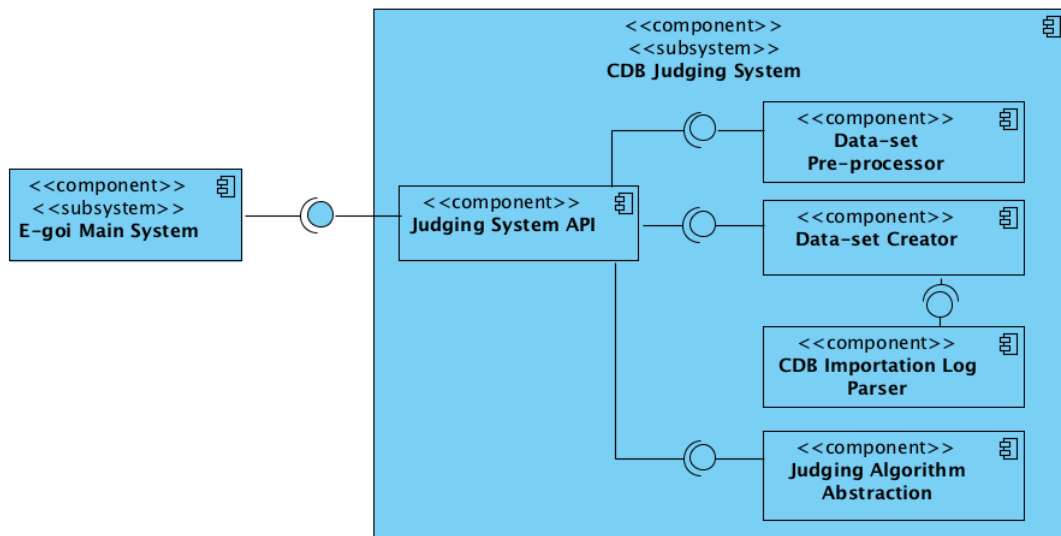 <<component>>
<<subsystem>>
CDB Judging System
<<component>>
Data-set
Pre-processor
<<component>>
<<subsystem>>
E-goi Main System
<<component>>
Judging System API
<<component>>
Data-set Creator
<<component>>
CDB Importation Log
Parser
<<component>>
Judging Algorithm
Abstraction